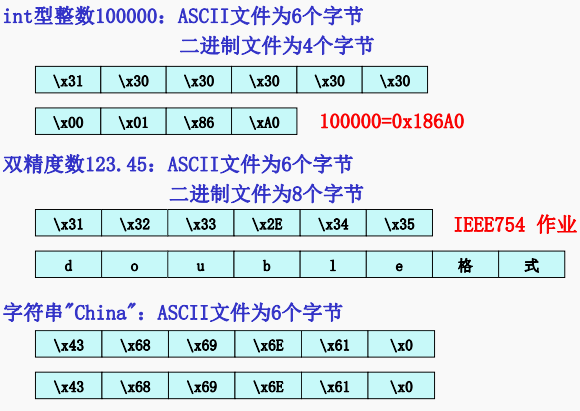 int型整数100000：ASCII文件为6个字节
二进制文件为4个字节
\x31 \x30 \x30 \x30 \x30 \x30
\x00 \x01 \x86 \xA0 100000=0x186A0
双精度数123.45：ASCII文件为6个字节
二进制文件为8个字节
\x31 \x32 \x33 \x2E \x34 \x35 IEEE754 作业
d o u b l e 格 式
字符串"China"：ASCII文件为6个字节
\x43 \x68 \x69 \x6E \x61 \x0
\x43 \x68 \x69 \x6E \x61 \x0